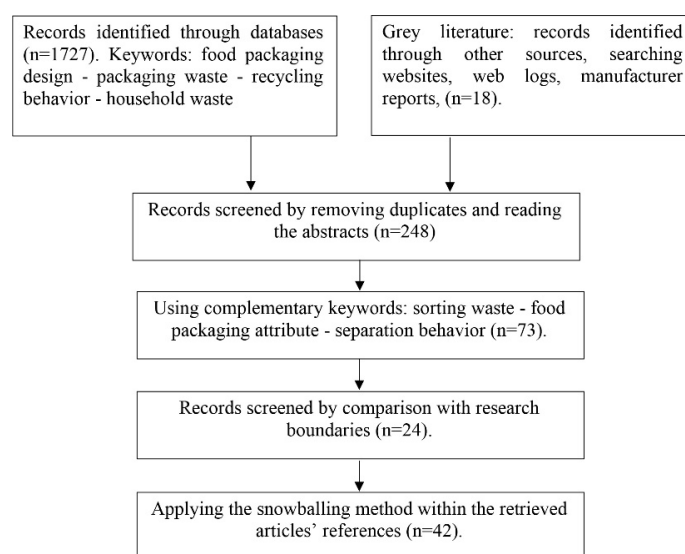 Records identified through databases
(n=1727). Keywords: food packaging
design - packaging waste - recycling
behavior - household waste
Grey literature: records identified
through other sources, searching
websites, web logs, manufacturer
reports, (n=18).
Records screened by removing duplicates and reading
the abstracts (n=248)
Using complementary keywords: sorting waste - food
packaging attribute - separation behavior (n=73).
Records screened by comparison with research
boundaries (n=24).
Applying the snowballing method within the retrieved
articles' references (n=42).